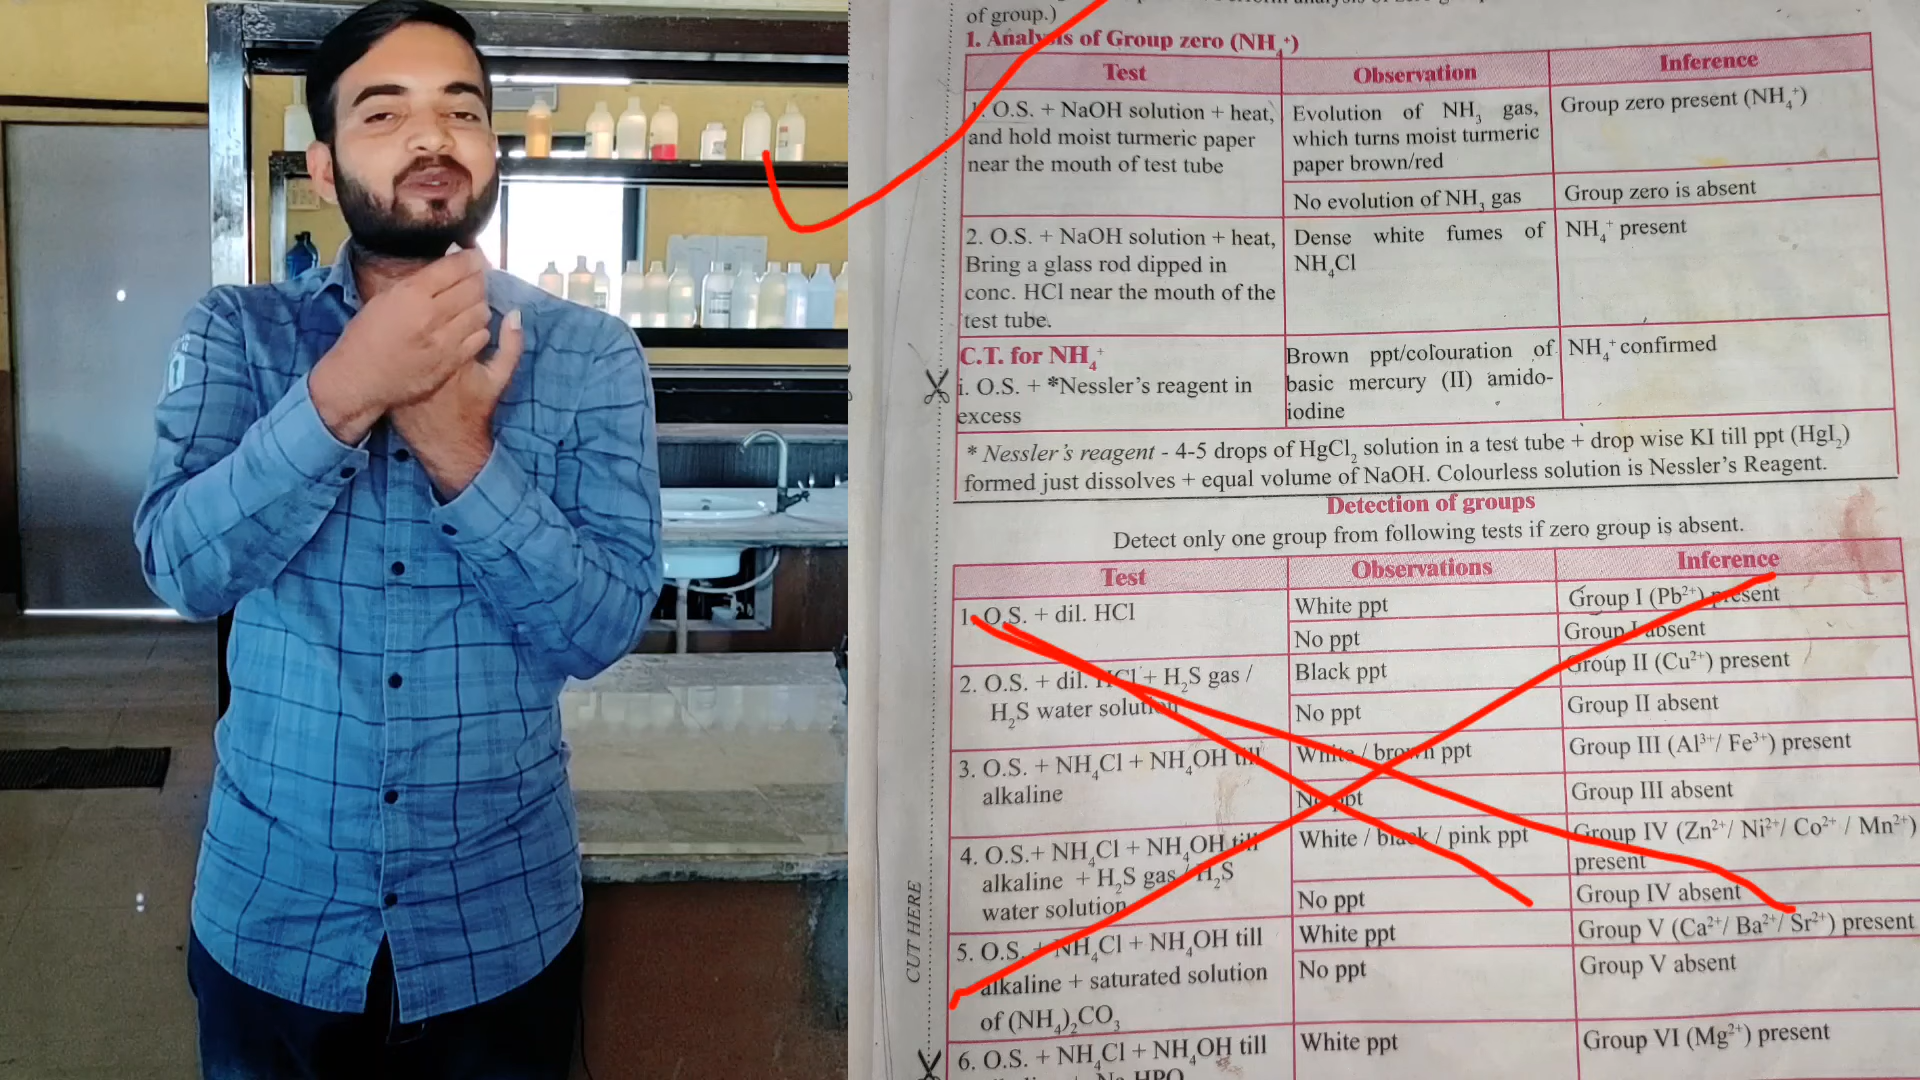 of group.)
1. Analysis of Group zero (NH₄⁺)
Test Observation Inference
1. O.S. + NaOH solution + heat, and hold moist turmeric paper near the mouth of test tube
Evolution of NH₃ gas, which turns moist turmeric paper brown/red
Group zero present (NH₄⁺)
No evolution of NH₃ gas
Group zero is absent
2. O.S. + NaOH solution + heat,
Bring a glass rod dipped in
conc. HCl near the mouth of the
test tube.
Dense white fumes of
NH₄Cl
NH₄⁺ present
C.T. for NH₄⁺
i. O.S. + *Nessler's reagent in
excess
Brown ppt/colouration of
basic mercury (II) amido-
iodine
NH₄⁺ confirmed
* Nessler's reagent - 4-5 drops of HgCl₂ solution in a test tube + drop wise KI till ppt (HgI₂)
formed just dissolves + equal volume of NaOH. Colourless solution is Nessler's Reagent.
Detection of groups
Detect only one group from following tests if zero group is absent.
Test Observations Inference
1. O.S. + dil. HCl
White ppt
Group I (Pb²⁺) present
No ppt
Group I absent
2. O.S. + dil. HCl + H₂S gas /
H₂S water solution
Black ppt
Group II (Cu²⁺) present
No ppt
Group II absent
3. O.S. + NH₄Cl + NH₄OH till
alkaline
White / brown ppt
Group III (Al³⁺/ Fe³⁺) present
No ppt
Group III absent
4. O.S.+ NH₄Cl + NH₄OH till
alkaline + H₂S gas / H₂S
water solution
White / black / pink ppt
Group IV (Zn²⁺/ Ni²⁺/ Co²⁺ / Mn²⁺)
present
No ppt
Group IV absent
5. O.S. + NH₄Cl + NH₄OH till
alkaline + saturated solution
of (NH₄)₂CO₃
White ppt
Group V (Ca²⁺/ Ba²⁺/ Sr²⁺) present
No ppt
Group V absent
6. O.S. + NH₄Cl + NH₄OH till
White ppt
Group VI (Mg²⁺) present
CUT HERE